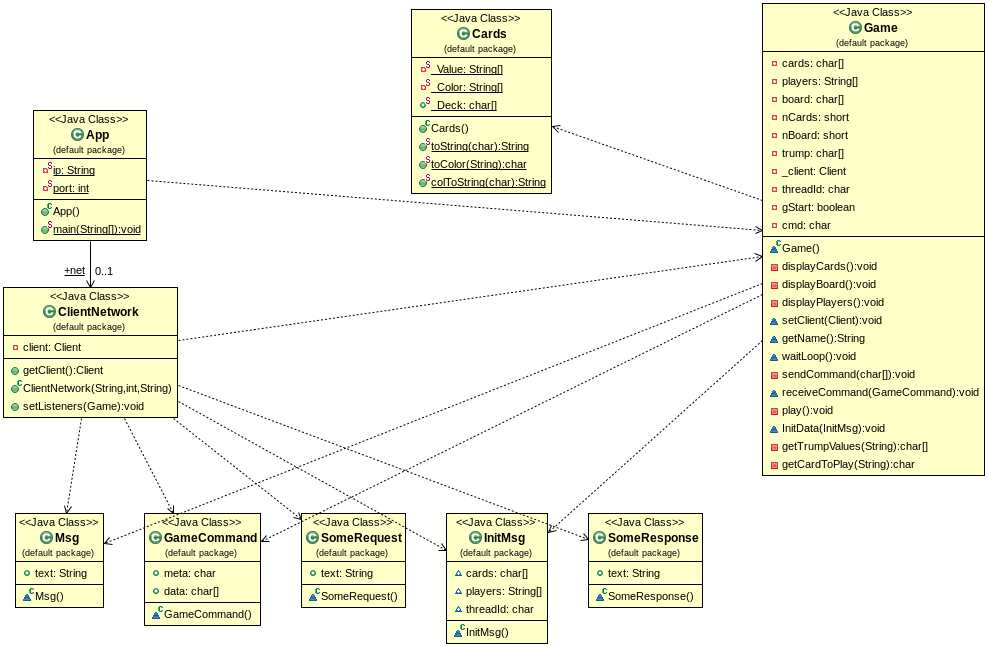 <<Java Class>>
App
(default package)
ip: String
port: int
App()
main(String[]):void
+net
0..1
<<Java Class>>
Cards
(default package)
_Value: String[]
_Color: String[]
_Deck: char[]
Cards()
toString(char):String
toColor(String):char
colToString(char):String
<<Java Class>>
Game
(default package)
cards: char[]
players: String[]
board: char[]
nCards: short
nBoard: short
trump: char[]
_client: Client
threadId: char
gStart: boolean
cmd: char
Game()
displayCards():void
displayBoard():void
displayPlayers():void
setClient(Client):void
getName():String
waitLoop():void
sendCommand(char[]):void
receiveCommand(GameCommand):void
play():void
InitData(InitMsg):void
getTrumpValues(String):char[]
getCardToPlay(String):char
<<Java Class>>
ClientNetwork
(default package)
client: Client
getClient():Client
ClientNetwork(String,int,String)
setListeners(Game):void
<<Java Class>>
Msg
(default package)
text: String
Msg()
<<Java Class>>
GameCommand
(default package)
meta: char
data: char[]
GameCommand()
<<Java Class>>
SomeRequest
(default package)
text: String
SomeRequest()
<<Java Class>>
InitMsg
(default package)
cards: char[]
players: String[]
threadId: char
InitMsg()
<<Java Class>>
SomeResponse
(default package)
text: String
SomeResponse()